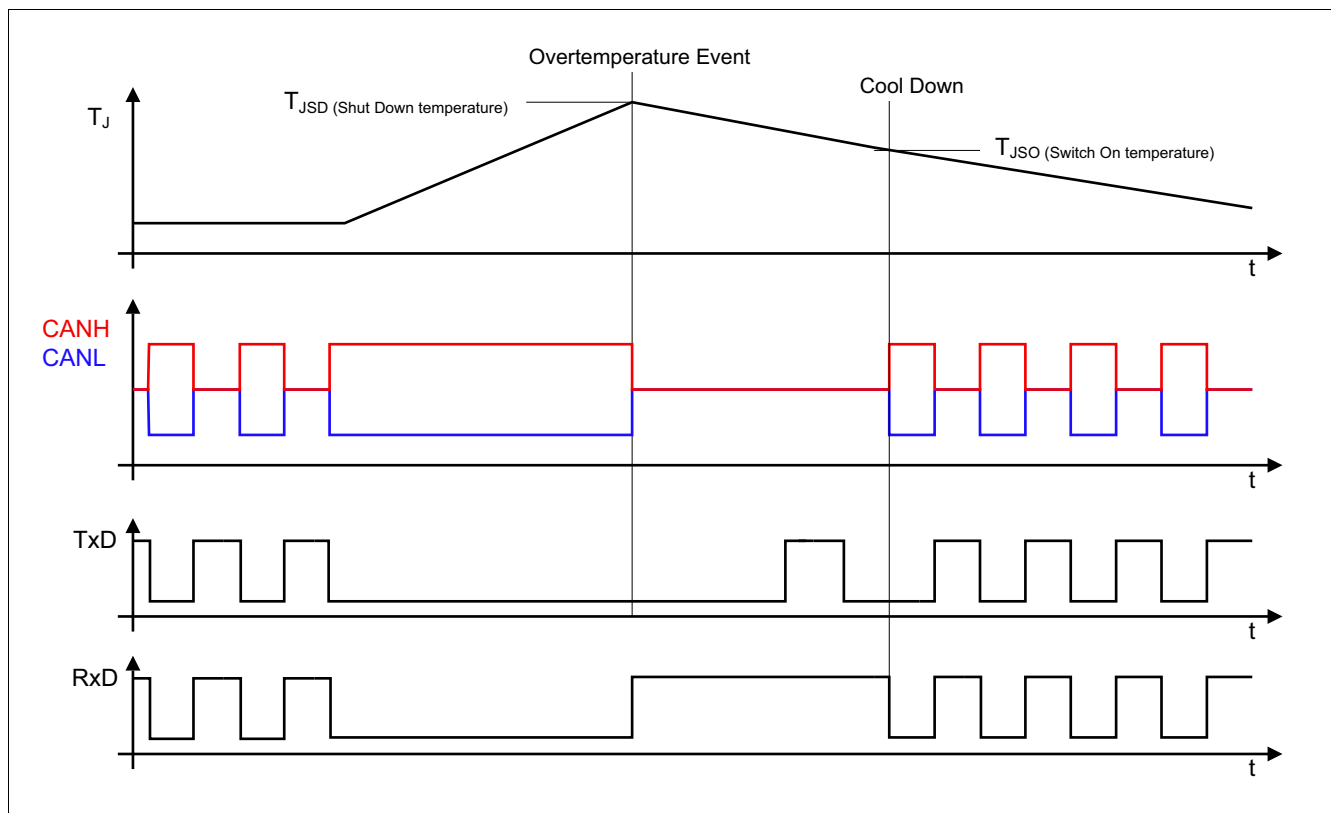 Overtemperature Event
Cool Down
TJSD (Shut Down temperature)
TJ
TJSO (Switch On temperature)
t
CANH
CANL
t
TxD
t
RxD
t